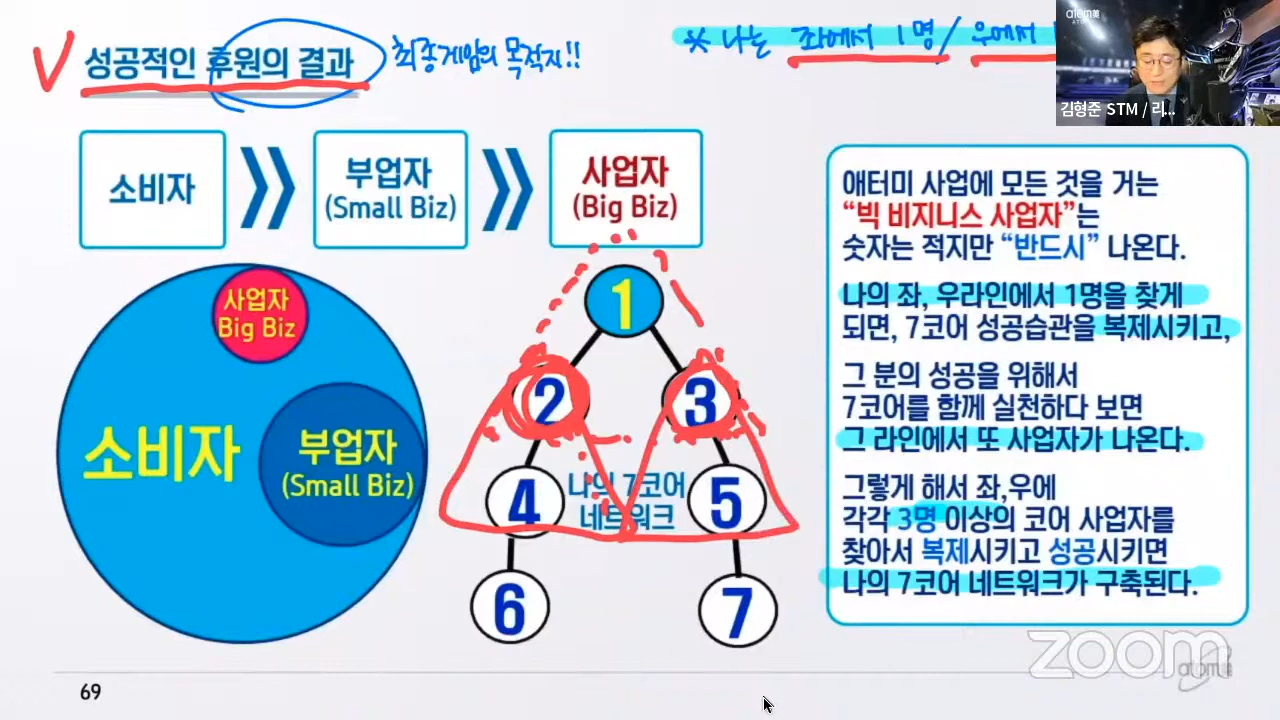 성공적인 후원의 결과
최종게임의 목적지!!
* 나는 좌에서 1명 / 우에서 1
atomy
김형준 STM / 리...
소비자
부업자
(Small Biz)
사업자
(Big Biz)
사업자
Big Biz
소비자
부업자
(Small Biz)
1
2
3
4
나의 7코어
네트워크
5
6
7
애터미 사업에 모든 것을 거는
“빅 비지니스 사업자”는
숫자는 적지만 “반드시” 나온다.
나의 좌, 우라인에서 1명을 찾게
되면, 7코어 성공습관을 복제시키고,
그 분의 성공을 위해서
7코어를 함께 실천하다 보면
그 라인에서 또 사업자가 나온다.
그렇게 해서 좌,우에
각각 3명 이상의 코어 사업자를
찾아서 복제시키고 성공시키면
나의 7코어 네트워크가 구축된다.
zoom
69